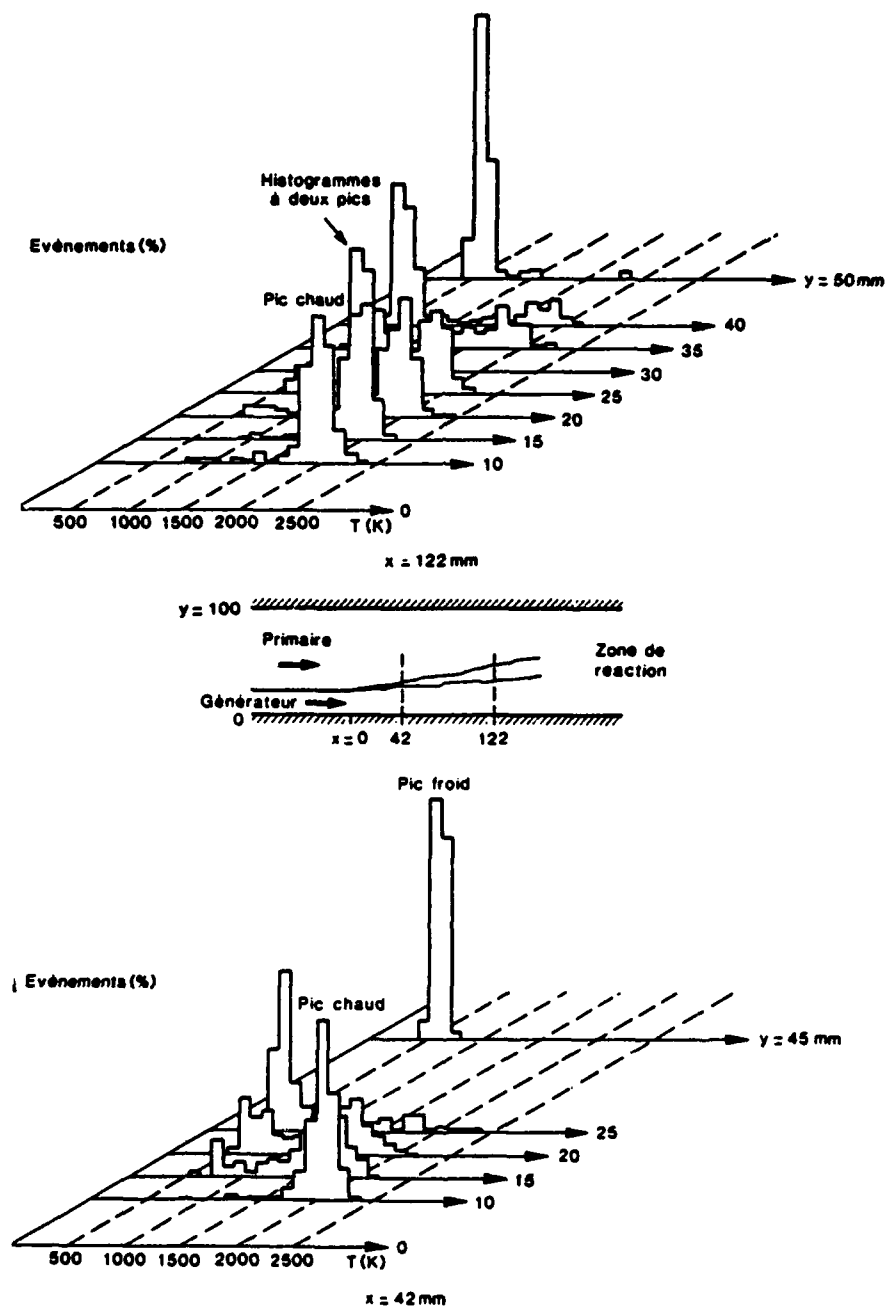 Histogrammes
à deux pics
Evénements (%)
Pic chaud
y = 50 mm
40
35
30
25
20
15
10
500 1000 1500 2000 2500 T (K) 0
x = 122 mm
y = 100
Primaire
Zone de
reaction
Générateur
0
x = 0 42 122
Pic froid
Evénements (%)
Pic chaud
y = 45 mm
25
20
15
10
500 1000 1500 2000 2500 T (K) 0
x = 42 mm